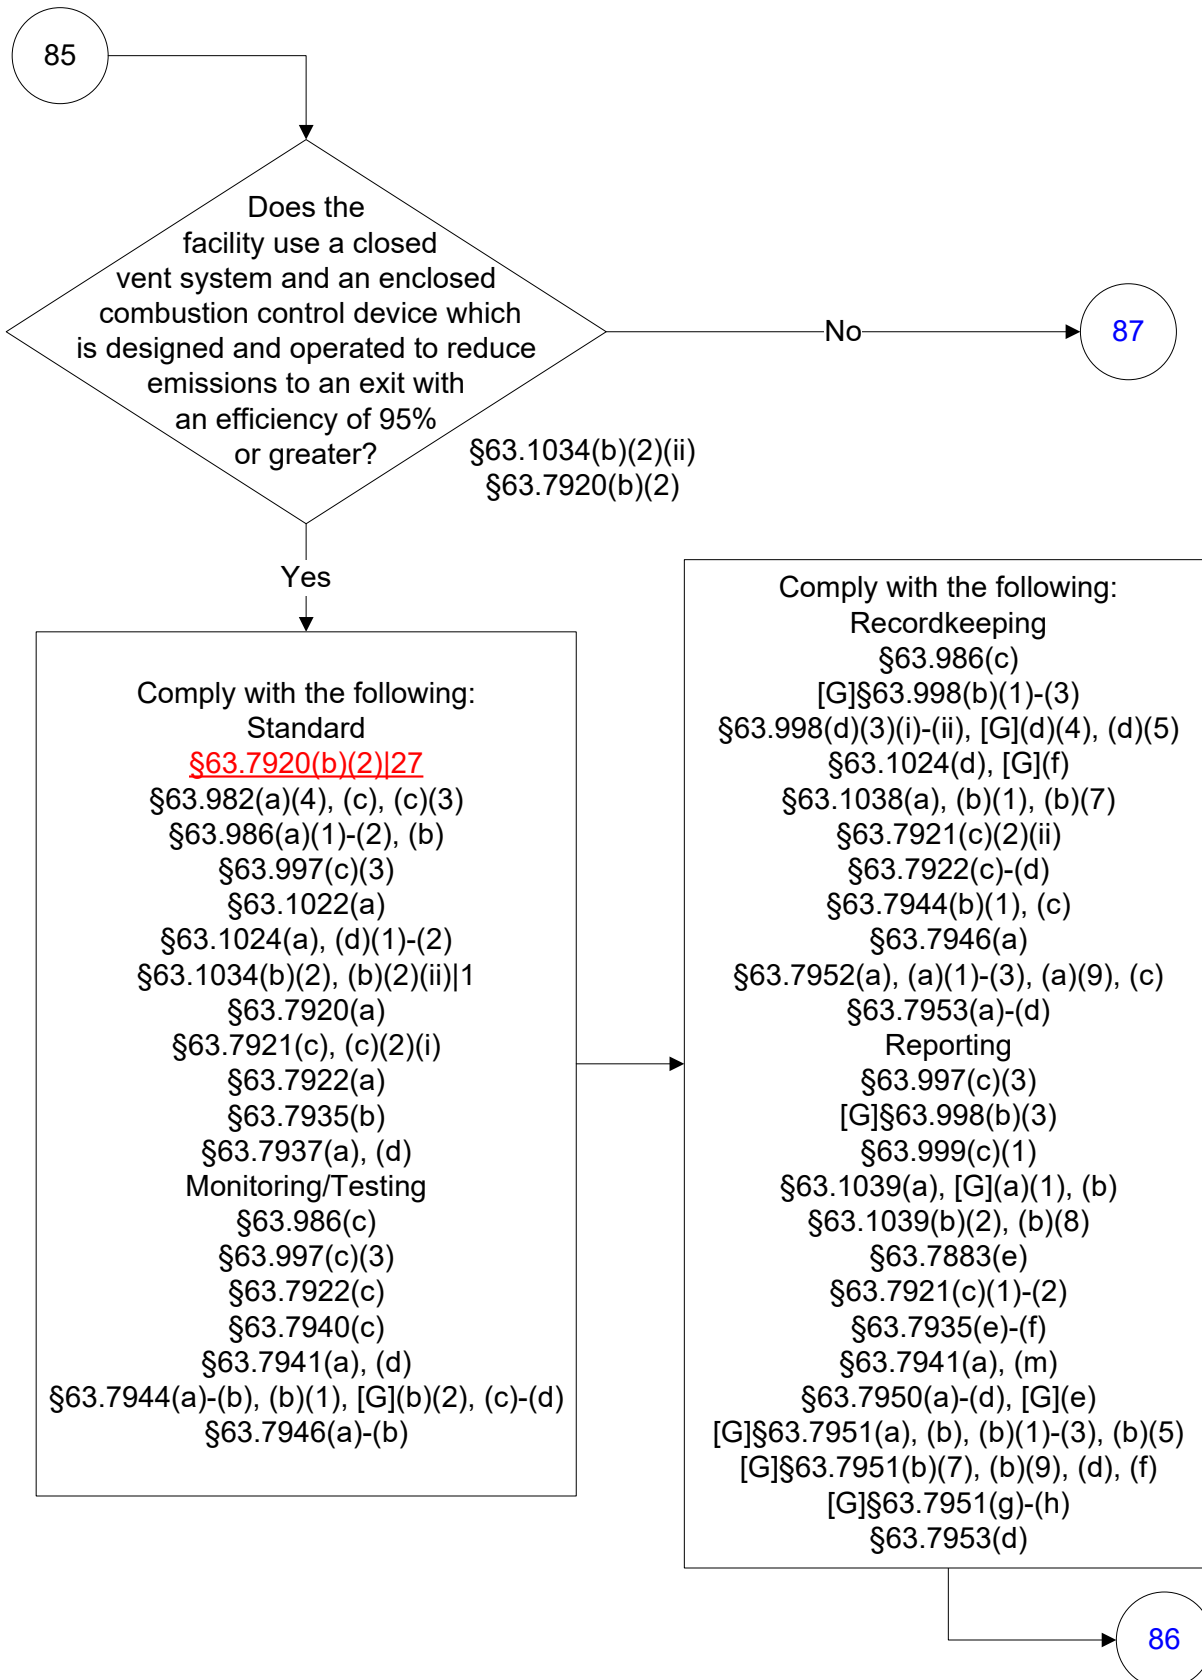 85
Does the
facility use a closed
vent system and an enclosed
combustion control device which
is designed and operated to reduce
emissions to an exit with
an efficiency of 95%
or greater?
No
87
§63.1034(b)(2)(ii)
§63.7920(b)(2)
Yes
Comply with the following:
Standard
§63.7920(b)(2)|27
§63.982(a)(4), (c), (c)(3)
§63.986(a)(1)-(2), (b)
§63.997(c)(3)
§63.1022(a)
§63.1024(a), (d)(1)-(2)
§63.1034(b)(2), (b)(2)(ii)|1
§63.7920(a)
§63.7921(c), (c)(2)(i)
§63.7922(a)
§63.7935(b)
§63.7937(a), (d)
Monitoring/Testing
§63.986(c)
§63.997(c)(3)
§63.7922(c)
§63.7940(c)
§63.7941(a), (d)
§63.7944(a)-(b), (b)(1), [G](b)(2), (c)-(d)
§63.7946(a)-(b)
Comply with the following:
Recordkeeping
§63.986(c)
[G]§63.998(b)(1)-(3)
§63.998(d)(3)(i)-(ii), [G](d)(4), (d)(5)
§63.1024(d), [G](f)
§63.1038(a), (b)(1), (b)(7)
§63.7921(c)(2)(ii)
§63.7922(c)-(d)
§63.7944(b)(1), (c)
§63.7946(a)
§63.7952(a), (a)(1)-(3), (a)(9), (c)
§63.7953(a)-(d)
Reporting
§63.997(c)(3)
[G]§63.998(b)(3)
§63.999(c)(1)
§63.1039(a), [G](a)(1), (b)
§63.1039(b)(2), (b)(8)
§63.7883(e)
§63.7921(c)(1)-(2)
§63.7935(e)-(f)
§63.7941(a), (m)
§63.7950(a)-(d), [G](e)
[G]§63.7951(a), (b), (b)(1)-(3), (b)(5)
[G]§63.7951(b)(7), (b)(9), (d), (f)
[G]§63.7951(g)-(h)
§63.7953(d)
86